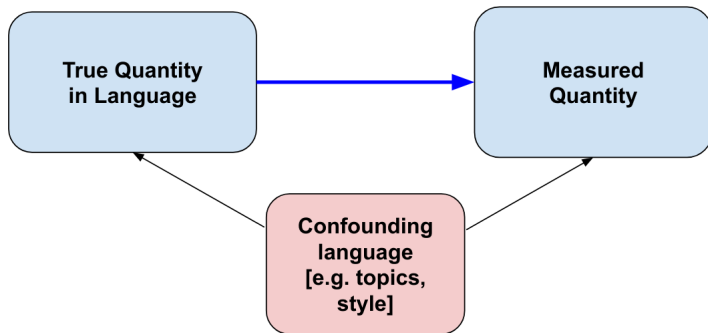 True Quantity
in Language
Measured
Quantity
Confounding
language
[e.g. topics,
style]